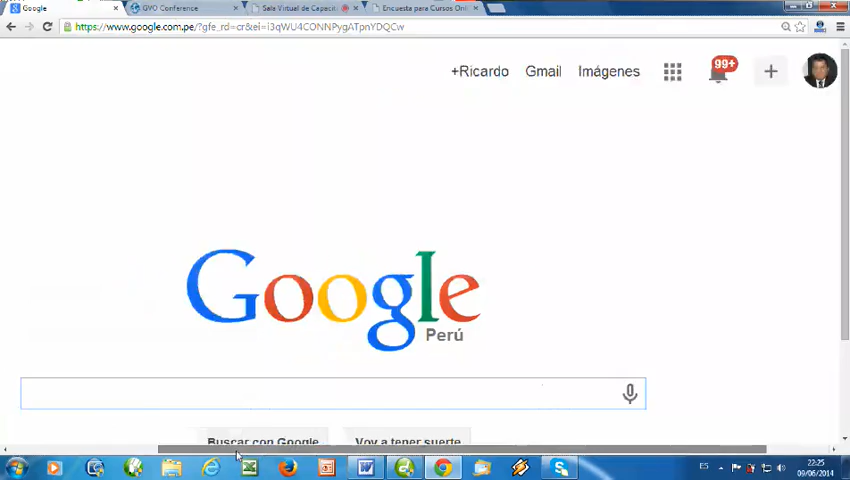 Google
GVO Conference
Sala Virtual de Capacit
Encuesta para Cursos Onl
https://www.google.com.pe/?gfe_rd=cr&ei=i3qWU4CONNPygATpnYDQCw
+Ricardo Gmail Imágenes 99+
Google
Perú
Buscar con Google Voy a tener suerte
ES 22:25
09/06/2014